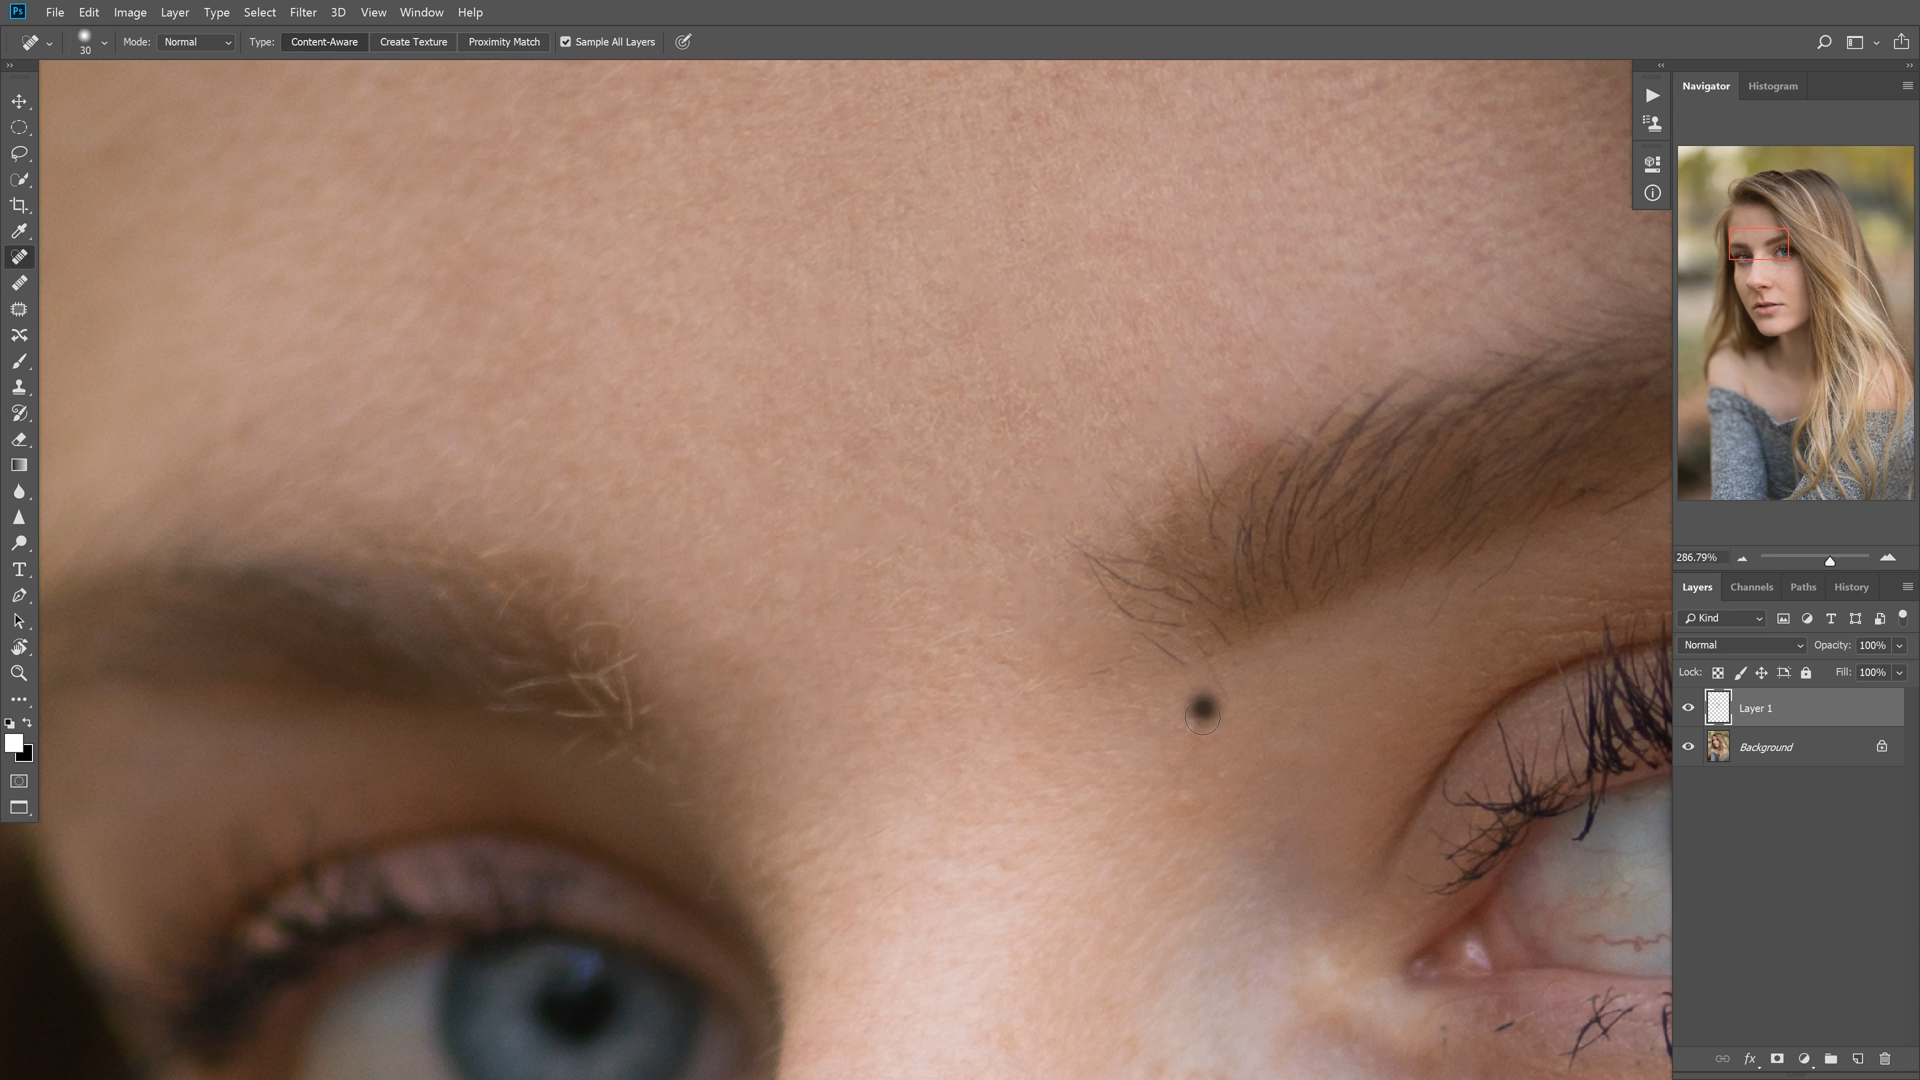 Ps File Edit Image Layer Type Select Filter 3D View Window Help
30 Mode: Normal Type: Content-Aware Create Texture Proximity Match Sample All Layers
Navigator Histogram
286.79%
Layers Channels Paths History
Kind
Normal Opacity: 100%
Lock: Fill: 100%
Layer 1
Background
fx